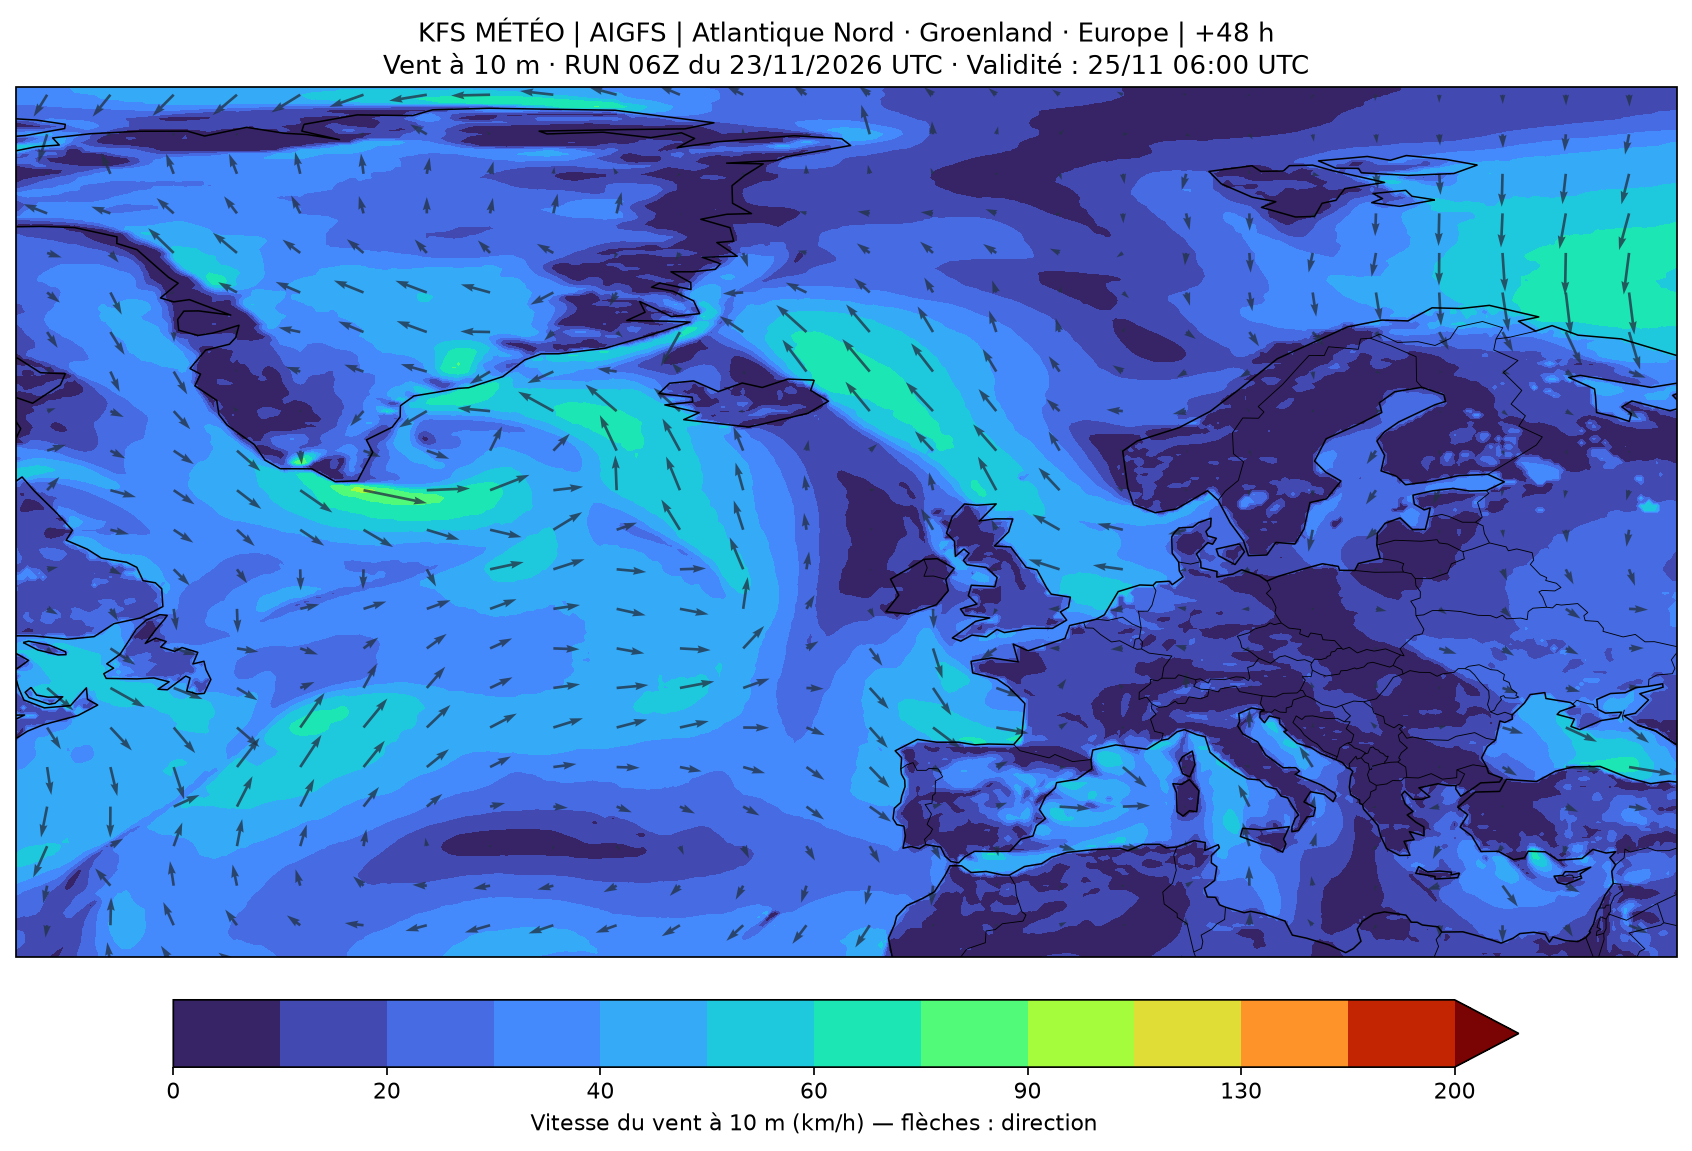 KFS MÉTÉO | AIGFS | Atlantique Nord · Groenland · Europe | +48 h
Vent à 10 m · RUN 06Z du 23/11/2026 UTC · Validité : 25/11 06:00 UTC
0 20 40 60 90 130 200
Vitesse du vent à 10 m (km/h) — flèches : direction